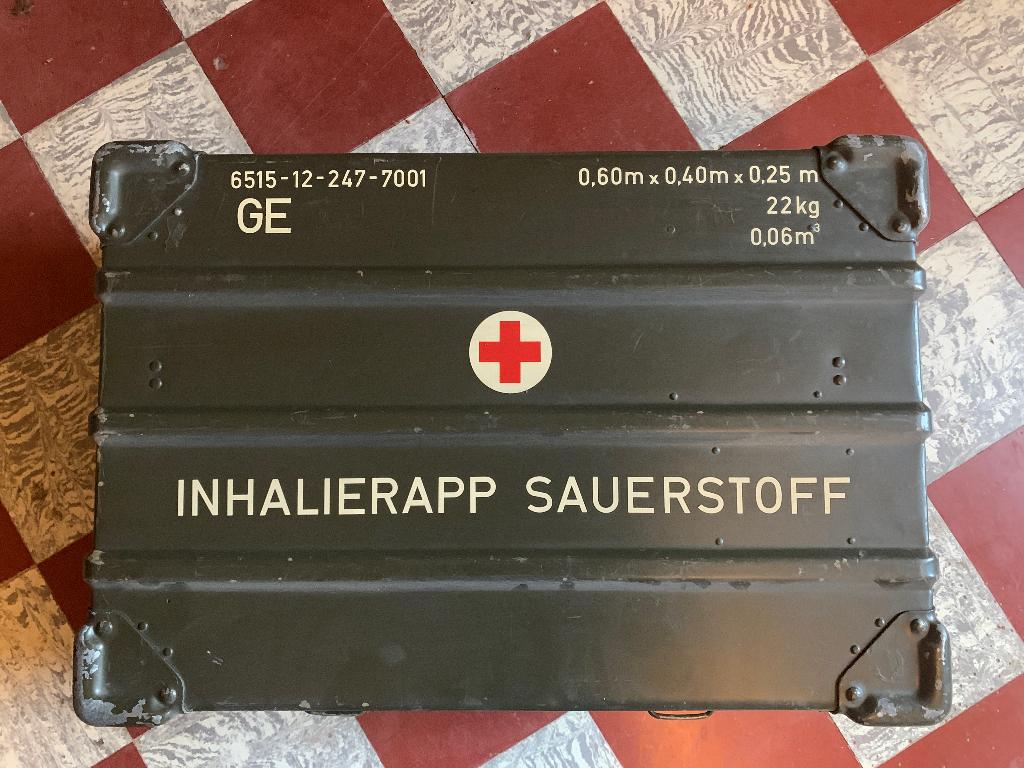 6515-12-247-7001
GE
0,60m x 0,40m x 0,25 m
22kg
0,06m³
INHALIERAPP SAUERSTOFF